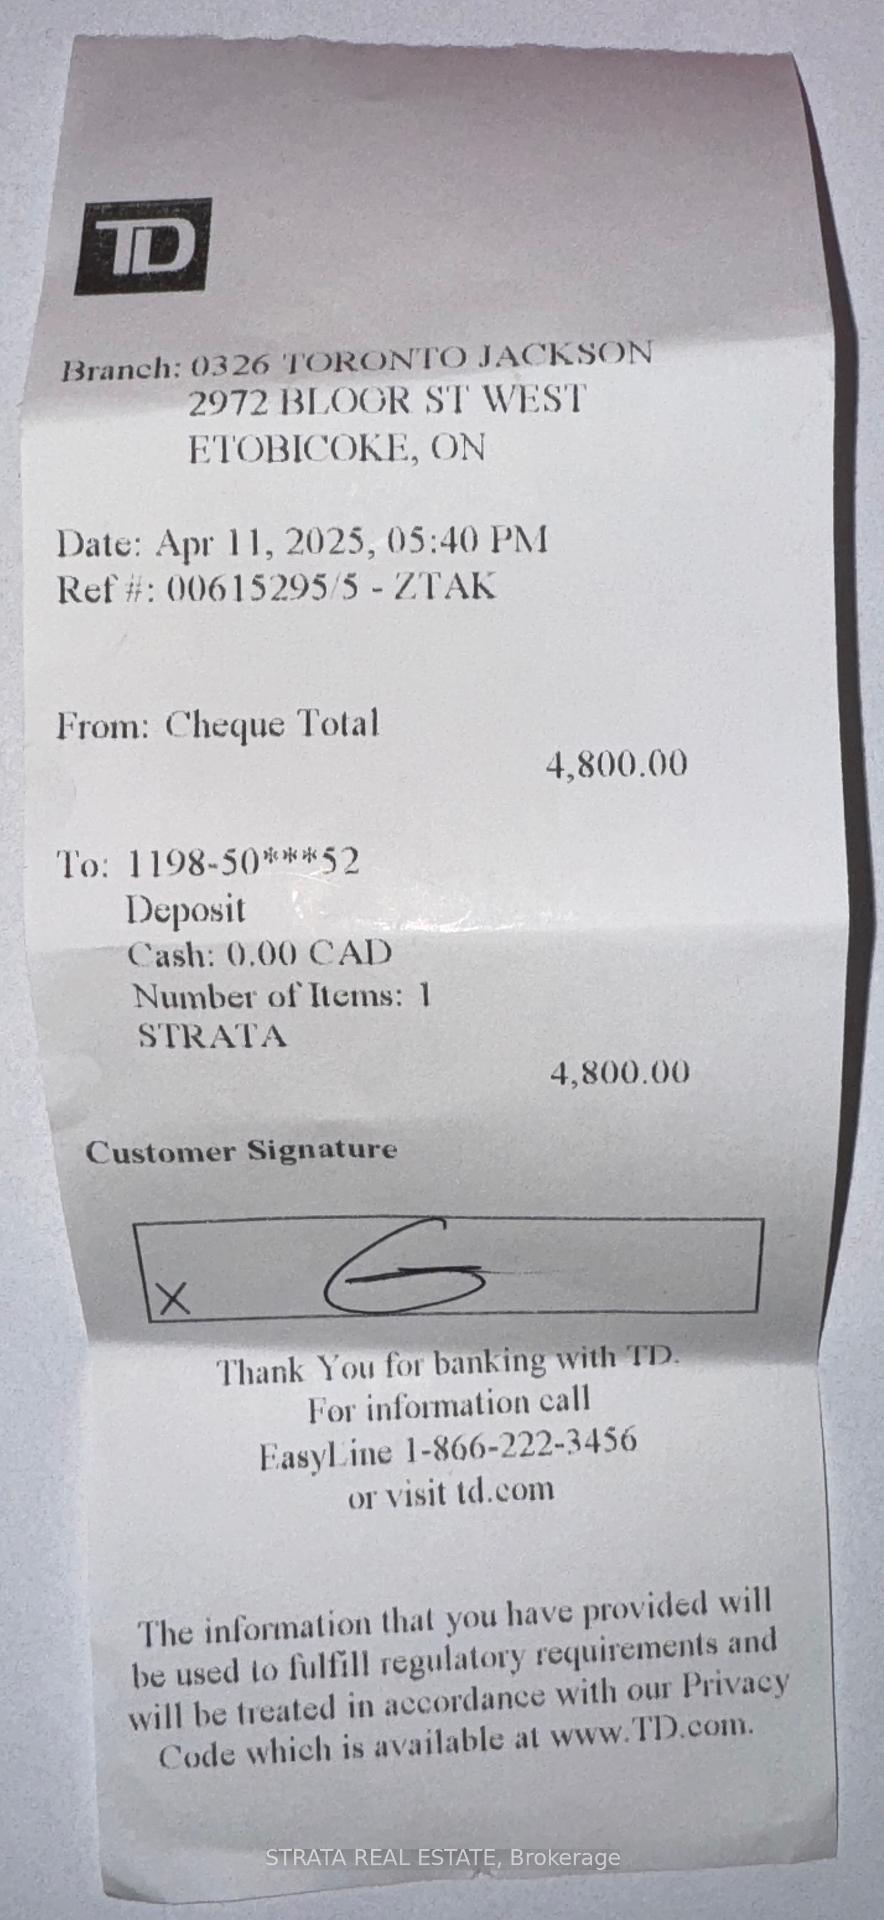 TD
Branch: 0326 TORONTO JACKSON
2972 BLOOR ST WEST
ETOBICOKE, ON
Date: Apr 11, 2025, 05:40 PM
Ref #: 00615295/5 - ZTAK
From: Cheque Total
4,800.00
To: 1198-50***52
Deposit
Cash: 0.00 CAD
Number of Items: 1
STRATA
4,800.00
Customer Signature
X
Thank You for banking with TD.
For information call
EasyLine 1-866-222-3456
or visit td.com
The information that you have provided will
be used to fulfill regulatory requirements and
will be treated in accordance with our Privacy
Code which is available at www.TD.com.
STRATA REAL ESTATE, Brokerage